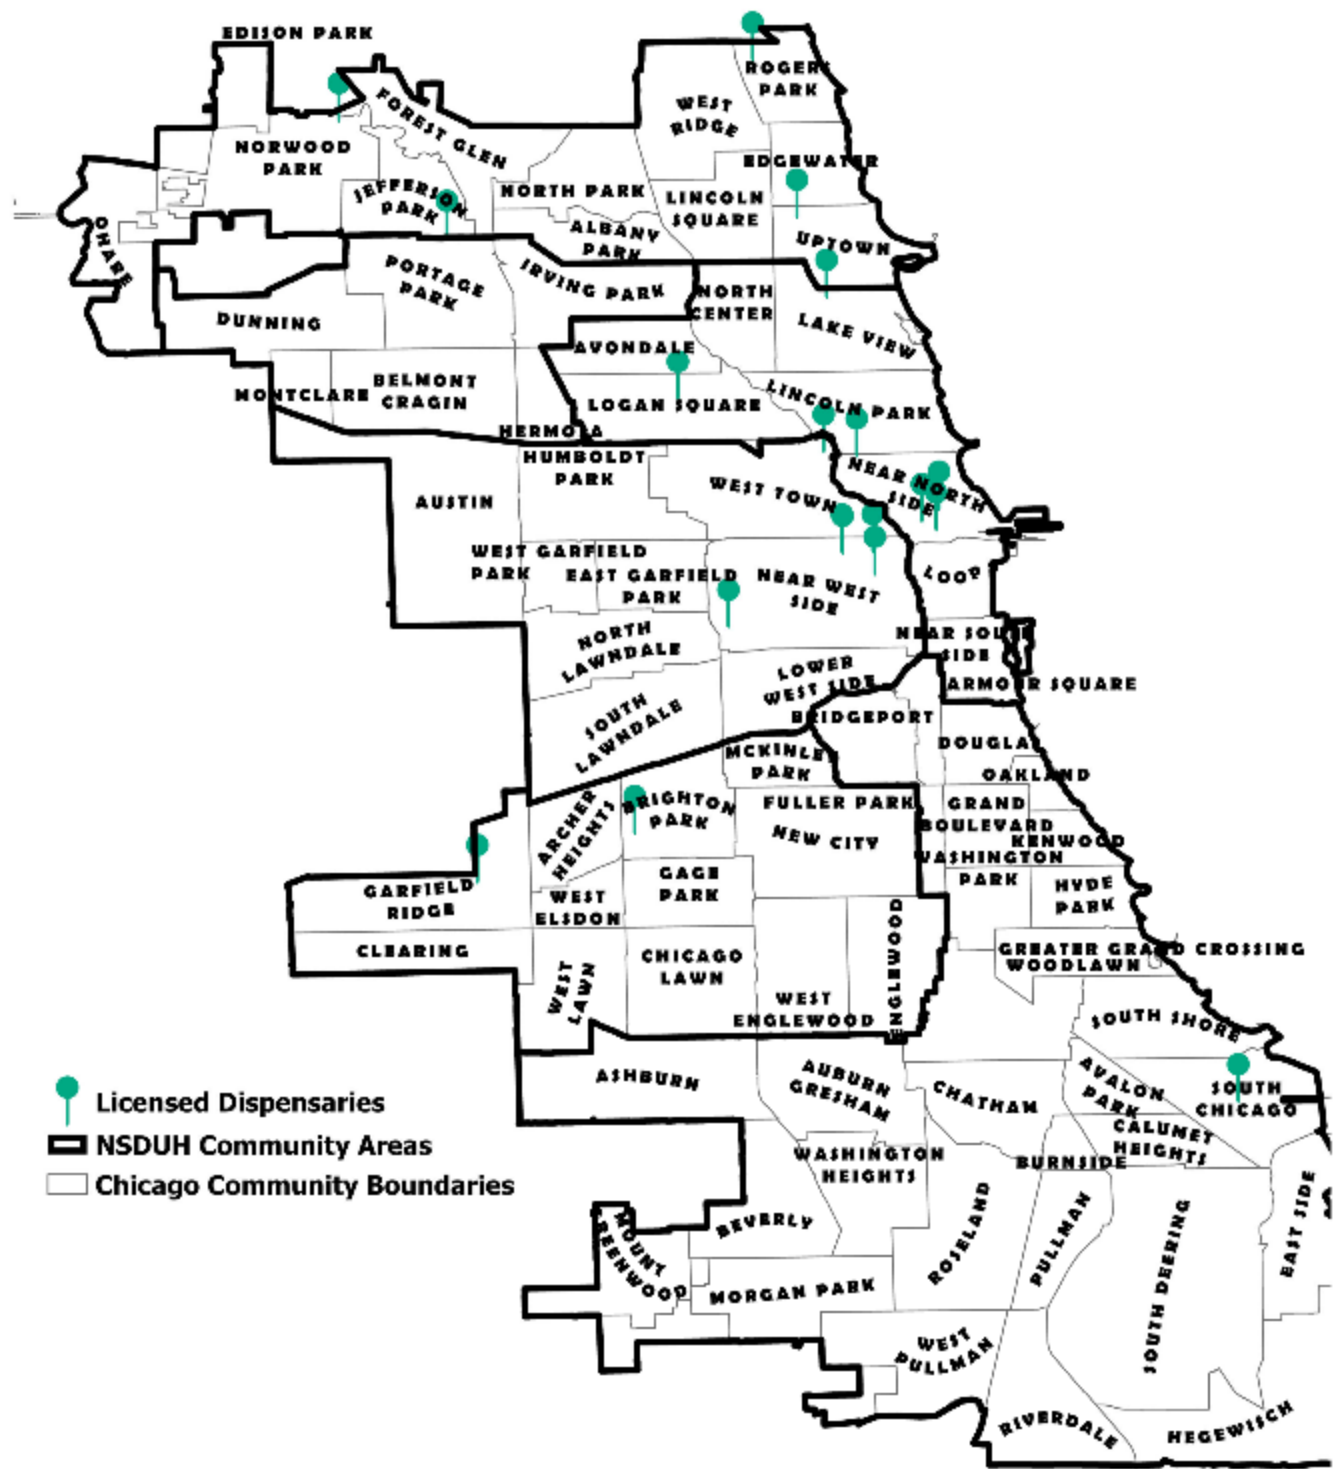 EDISON PARK
ROGERS
PARK
WEST
RIDGE
FOREST GLEN
NORWOOD
PARK
EDGEWATER
JEFFERSON
PARK
NORTH PARK
LINCOLN
SQUARE
ALBANY
PARK
UPTOWN
OHARE
PORTAGE
PARK
IRVING PARK
NORTH
CENTER
DUNNING
LAKE VIEW
AVONDALE
MONTCLARE
BELMONT
CRAGIN
LOGAN SQUARE
LINCOLN PARK
HERMOSA
HUMBOLDT
PARK
NEAR NORTH
SIDE
AUSTIN
WEST TOWN
WEST GARFIELD
PARK
EAST GARFIELD
PARK
NEAR WEST
SIDE
LOOP
NORTH
LAWNDALE
NEAR SOUTH
SIDE
LOWER
WEST SIDE
ARMOUR SQUARE
SOUTH
LAWNDALE
BRIDGEPORT
MCKINLEY
PARK
DOUGLAS
OAKLAND
ARCHER
HEIGHTS
BRIGHTON
PARK
FULLER PARK
GRAND
BOULEVARD
NEW CITY
KENWOOD
WASHINGTON
PARK
GARFIELD
RIDGE
WEST
ELSDON
GAGE
PARK
HYDE
PARK
CLEARING
CHICAGO
LAWN
ENGLEWOOD
GREATER GRAND CROSSING
WOODLAWN
WEST
LAWN
WEST
ENGLEWOOD
SOUTH SHORE
ASHBURN
AUBURN
GRESHAM
CHATHAM
AVALON
PARK
SOUTH
CHICAGO
Licensed Dispensaries
NSDUH Community Areas
Chicago Community Boundaries
CALUMET
HEIGHTS
WASHINGTON
HEIGHTS
BURNSIDE
BEVERLY
MOUNT
GREENWOOD
ROSELAND
PULLMAN
SOUTH DEERING
EAST SIDE
MORGAN PARK
WEST
PULLMAN
RIVERDALE
HEGEWISCH